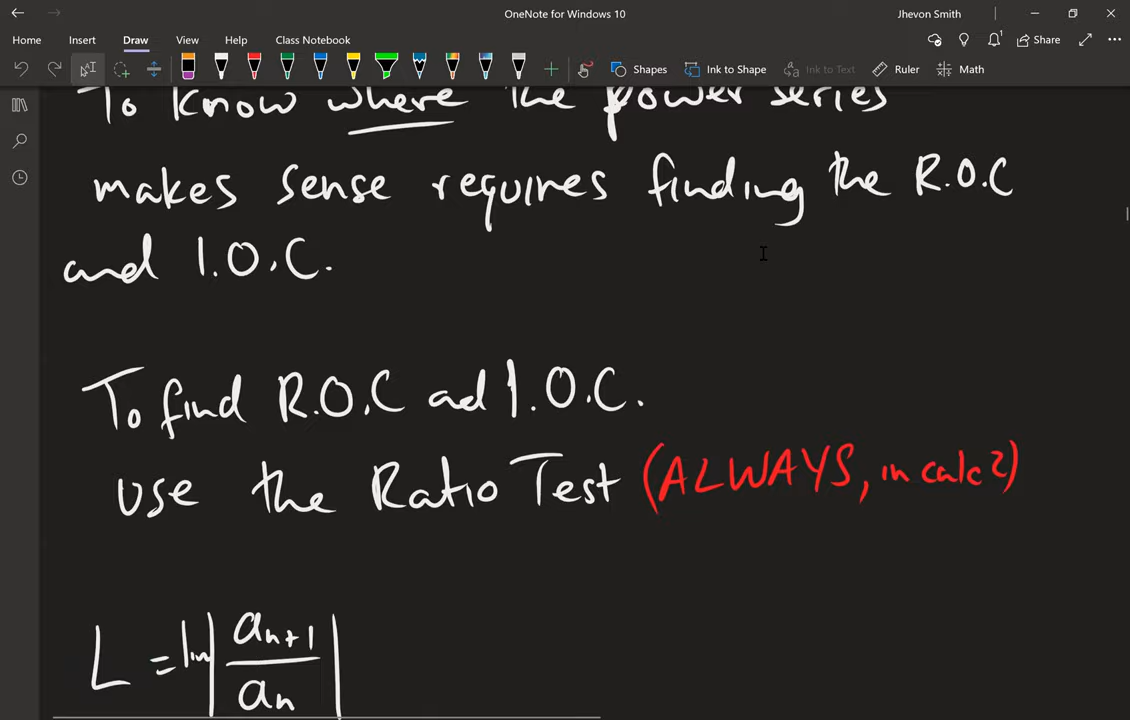 OneNote for Windows 10
Jhevon Smith
Home Insert Draw View Help Class Notebook
Share
Shapes Ink to Shape Ink to Text Ruler Math
To know where the power series
makes sense requires finding the R.O.C
and I.O.C.
To find R.O.C ad I.O.C.
use the Ratio Test (ALWAYS, in calc 2)
L = lim | an+1 / an |